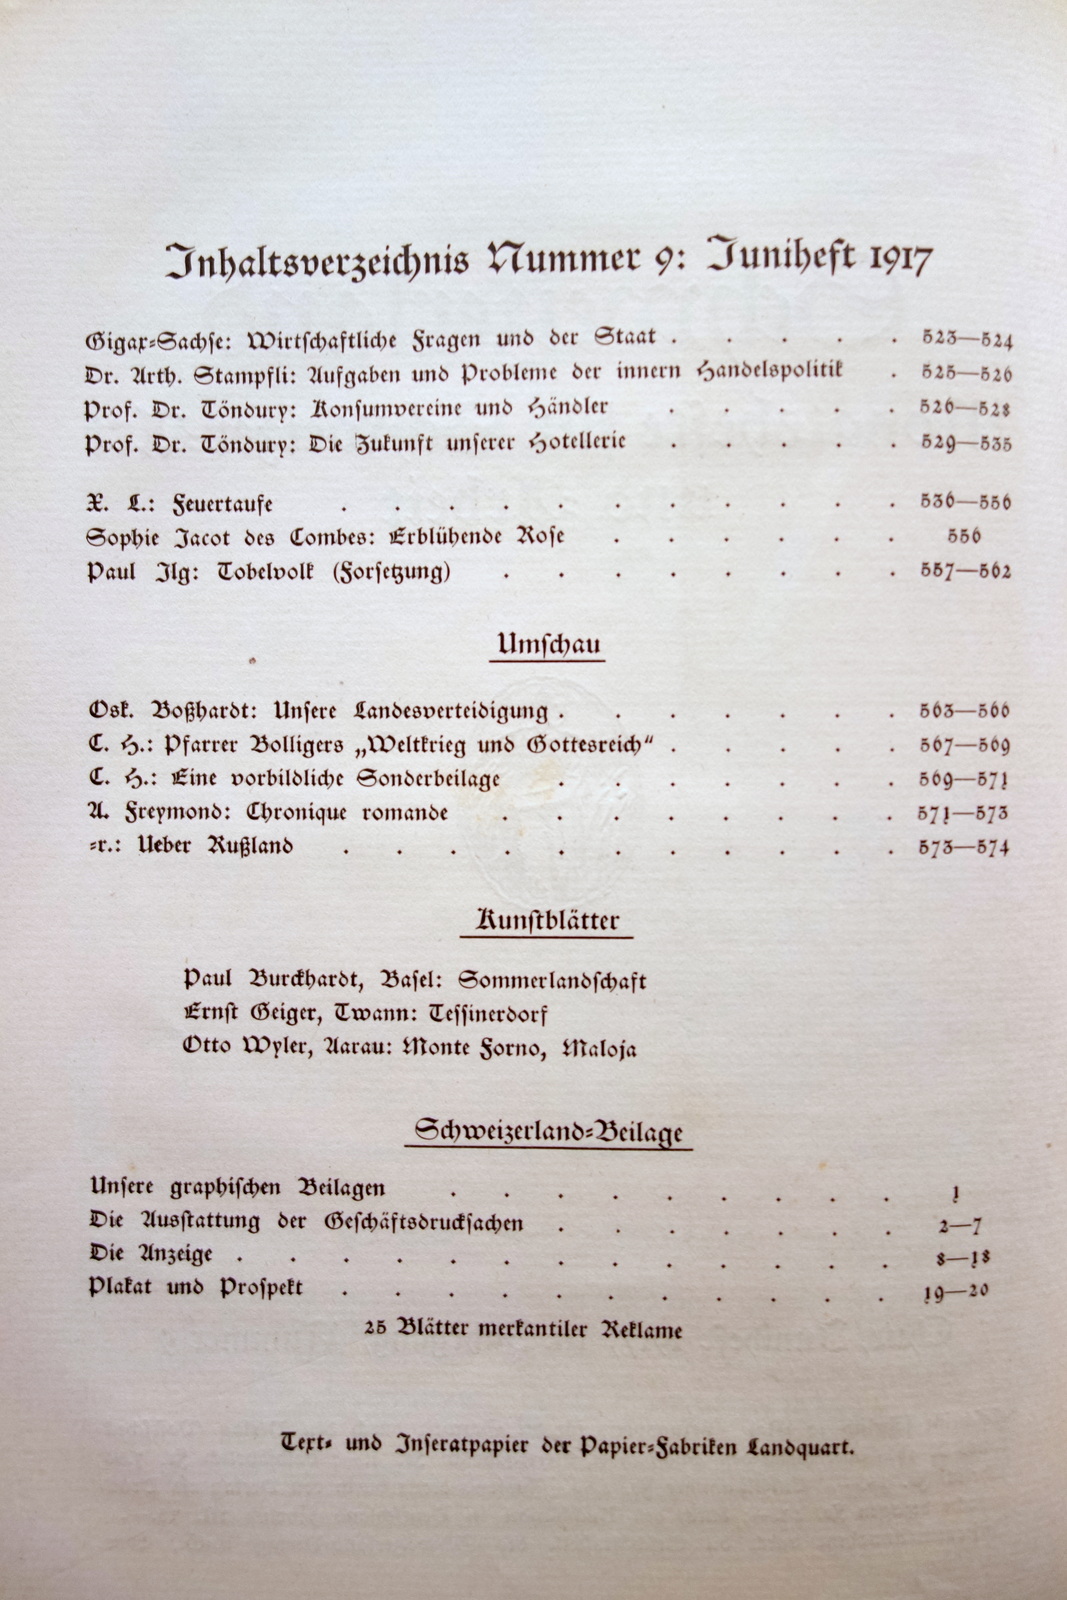 Inhaltsverzeichnis Nummer 9: Juniheft 1917
Gigax-Sachse: Wirtschaftliche Fragen und der Staat . . . . . 523—524
Dr. Arth. Stampfli: Aufgaben und Probleme der innern Handelspolitik . 525—526
Prof. Dr. Töndury: Konsumvereine und Händler . . . . . 526—528
Prof. Dr. Töndury: Die Zukunft unserer Hotellerie . . . . . 529—535
X. L.: Feuertaufe . . . . . . . . . . . 536—556
Sophie Jacot des Combes: Erblühende Rose . . . . . . 556
Paul Ilg: Tobelvolk (Forsetzung) . . . . . . . . 557—562
Umschau
Osk. Boßhardt: Unsere Landesverteidigung . . . . . . . 563—566
C. H.: Pfarrer Bolligers „Weltkrieg und Gottesreich“ . . . . . 567—569
C. H.: Eine vorbildliche Sonderbeilage . . . . . . . 569—571
A. Freymond: Chronique romande . . . . . . . . 571—573
-r.: Ueber Rußland . . . . . . . . . . . 573—574
Kunstblätter
Paul Burckhardt, Basel: Sommerlandschaft
Ernst Geiger, Twann: Tessinerdorf
Otto Wyler, Aarau: Monte Forno, Maloja
Schweizerland-Beilage
Unsere graphischen Beilagen . . . . . . . . . 1
Die Ausstattung der Geschäftsdrucksachen . . . . . . . 2—7
Die Anzeige . . . . . . . . . . . . . 8—18
Plakat und Prospekt . . . . . . . . . . . 19—20
25 Blätter merkantiler Reklame
Text- und Inseratpapier der Papier-Fabriken Landquart.